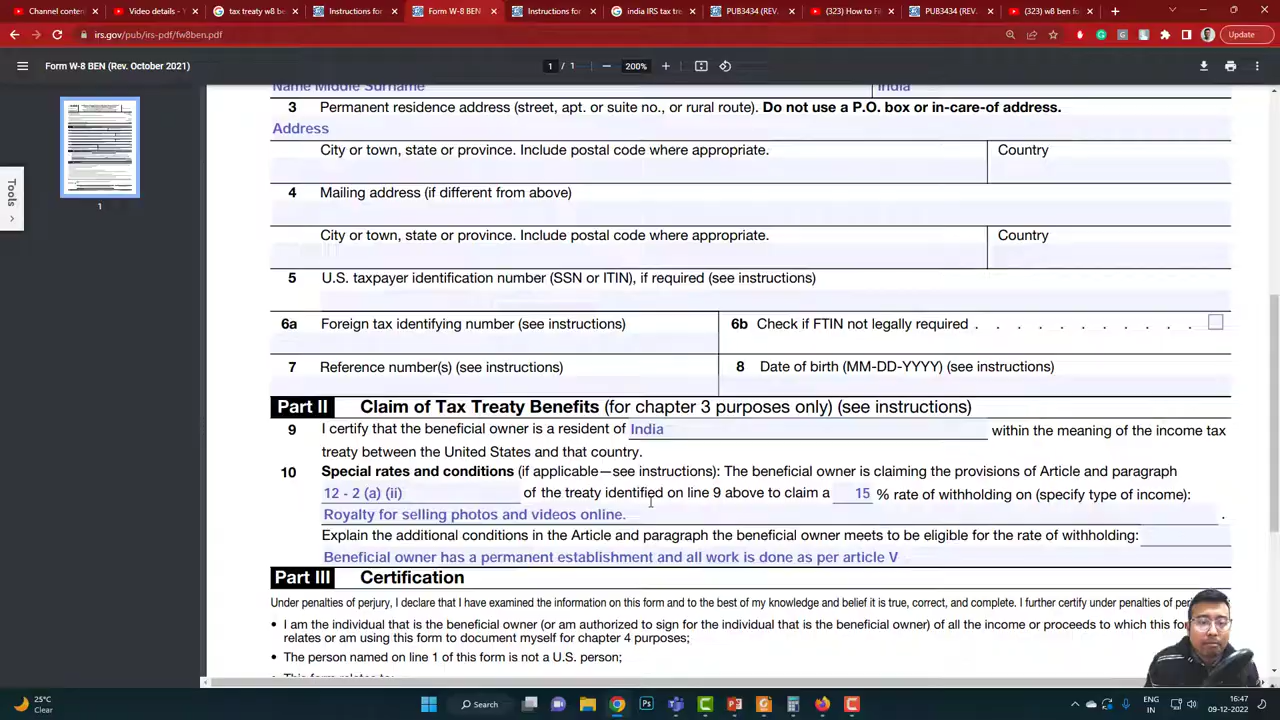 Channel content
Video details - Y
tax treaty w8 be
Instructions for
Form W-8 BEN
Instructions for
india IRS tax tre
PUB3434 (REV.
(323) How to Fi
PUB3434 (REV.
(323) w8 ben fo
irs.gov/pub/irs-pdf/fw8ben.pdf
Update
Form W-8 BEN (Rev. October 2021)
1 / 1
200%
Tools
1
Name Middle Surname
India
3 Permanent residence address (street, apt. or suite no., or rural route). Do not use a P.O. box or in-care-of address.
Address
City or town, state or province. Include postal code where appropriate.
Country
4 Mailing address (if different from above)
City or town, state or province. Include postal code where appropriate.
Country
5 U.S. taxpayer identification number (SSN or ITIN), if required (see instructions)
6a Foreign tax identifying number (see instructions)
6b Check if FTIN not legally required . . . . . . . . . . .
7 Reference number(s) (see instructions)
8 Date of birth (MM-DD-YYYY) (see instructions)
Part II Claim of Tax Treaty Benefits (for chapter 3 purposes only) (see instructions)
9 I certify that the beneficial owner is a resident of India within the meaning of the income tax
treaty between the United States and that country.
10 Special rates and conditions (if applicable—see instructions): The beneficial owner is claiming the provisions of Article and paragraph
12 - 2 (a) (ii) of the treaty identified on line 9 above to claim a 15 % rate of withholding on (specify type of income):
Royalty for selling photos and videos online. .
Explain the additional conditions in the Article and paragraph the beneficial owner meets to be eligible for the rate of withholding:
Beneficial owner has a permanent establishment and all work is done as per article V
Part III Certification
Under penalties of perjury, I declare that I have examined the information on this form and to the best of my knowledge and belief it is true, correct, and complete. I further certify under penalties of
• I am the individual that is the beneficial owner (or am authorized to sign for the individual that is the beneficial owner) of all the income or proceeds to which this
relates or am using this form to document myself for chapter 4 purposes;
• The person named on line 1 of this form is not a U.S. person;
25°C
Clear
Search
ENG
IN
16:47
09-12-2022